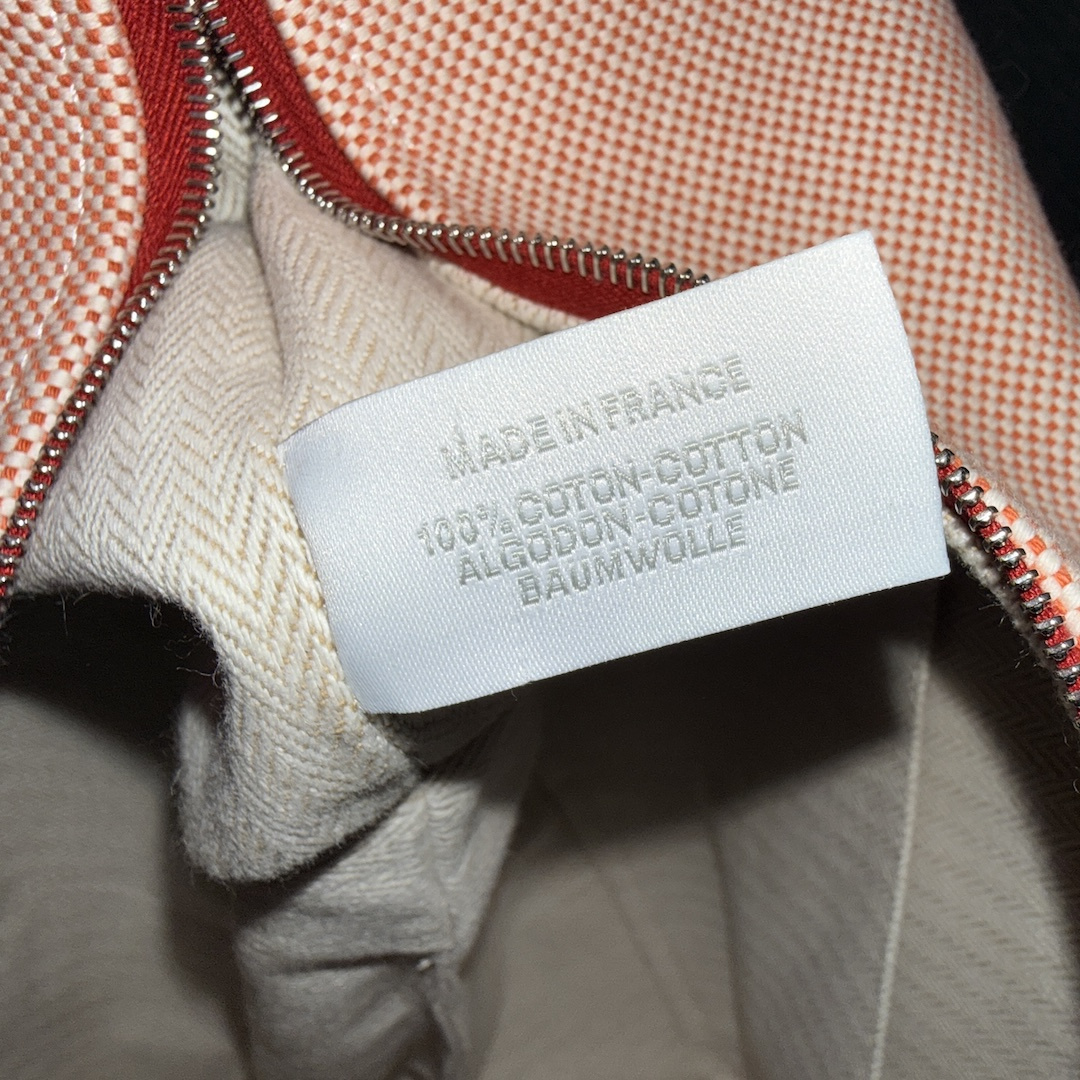 MADE IN FRANCE
100% COTON-COTTON
ALGODON-COTONE
BAUMWOLLE